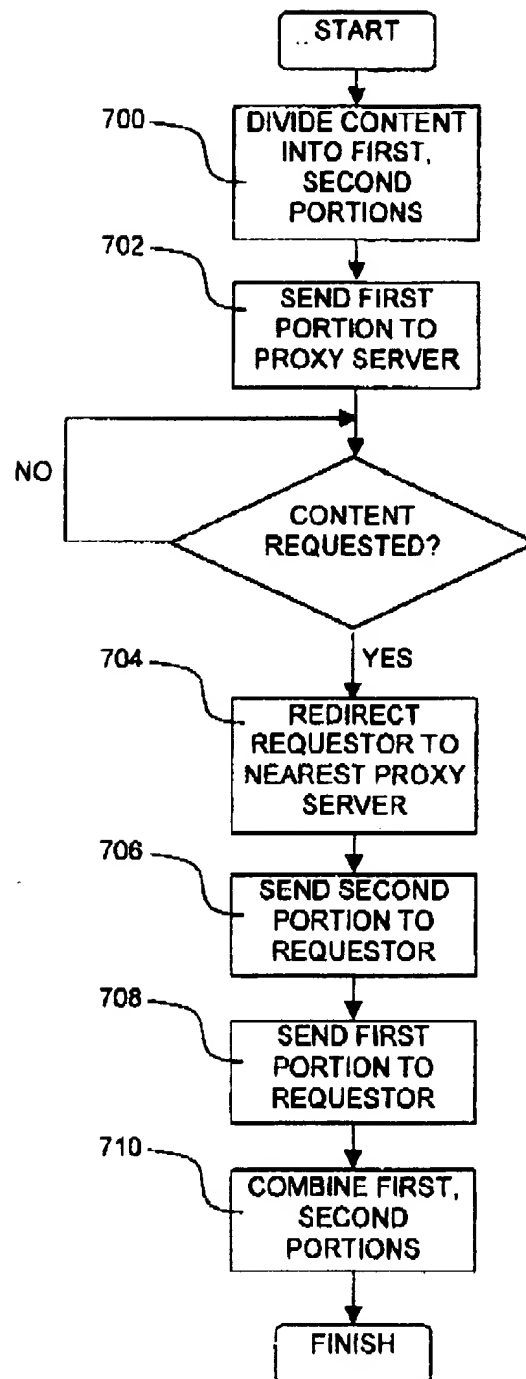 START
700
DIVIDE CONTENT
INTO FIRST,
SECOND
PORTIONS
702
SEND FIRST
PORTION TO
PROXY SERVER
NO
CONTENT
REQUESTED?
YES
704
REDIRECT
REQUESTOR TO
NEAREST PROXY
SERVER
706
SEND SECOND
PORTION TO
REQUESTOR
708
SEND FIRST
PORTION TO
REQUESTOR
710
COMBINE FIRST,
SECOND
PORTIONS
FINISH